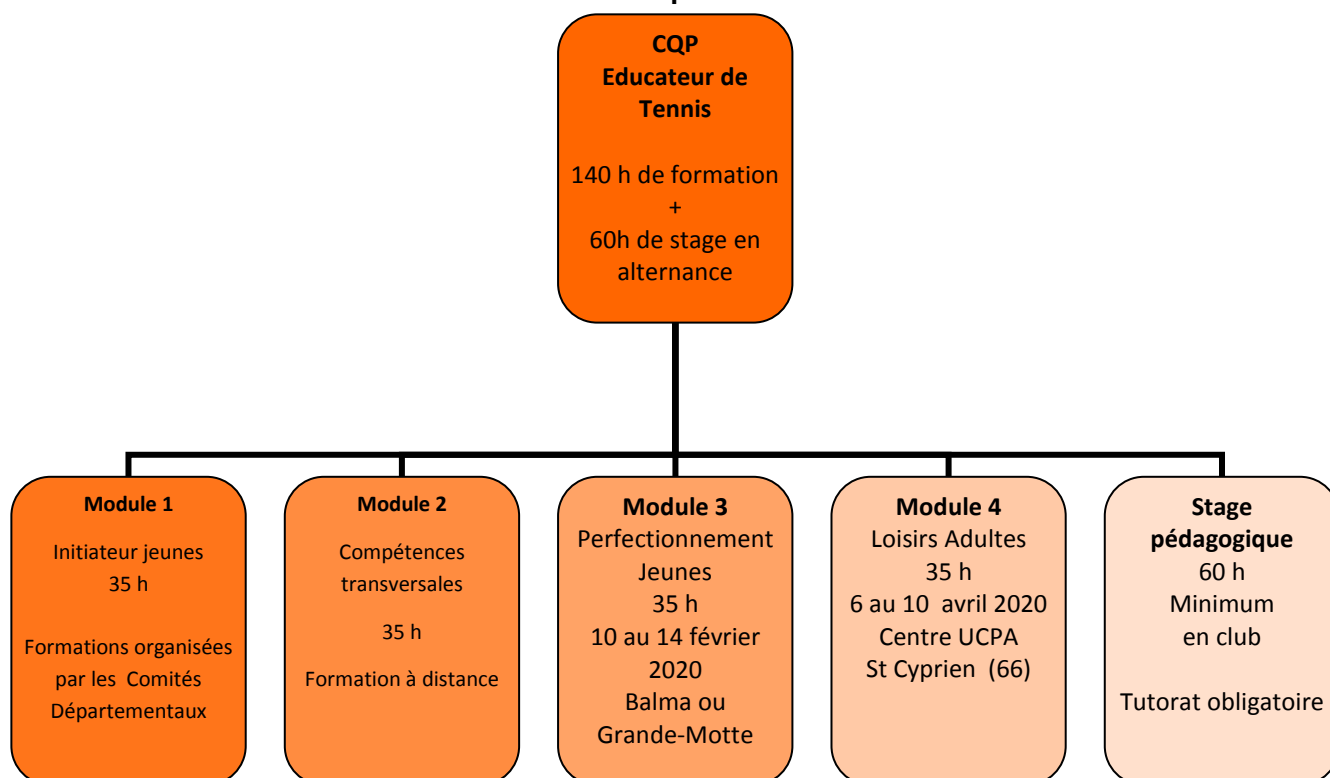 CQP
Educateur de
Tennis
140 h de formation
+
60h de stage en
alternance
Module 1
Initiateur jeunes
35 h
Formations organisées
par les Comités
Départementaux
Module 2
Compétences
transversales
35 h
Formation à distance
Module 3
Perfectionnement
Jeunes
35 h
10 au 14 février
2020
Balma ou
Grande-Motte
Module 4
Loisirs Adultes
35 h
6 au 10 avril 2020
Centre UCPA
St Cyprien (66)
Stage
pédagogique
60 h
Minimum
en club
Tutorat obligatoire